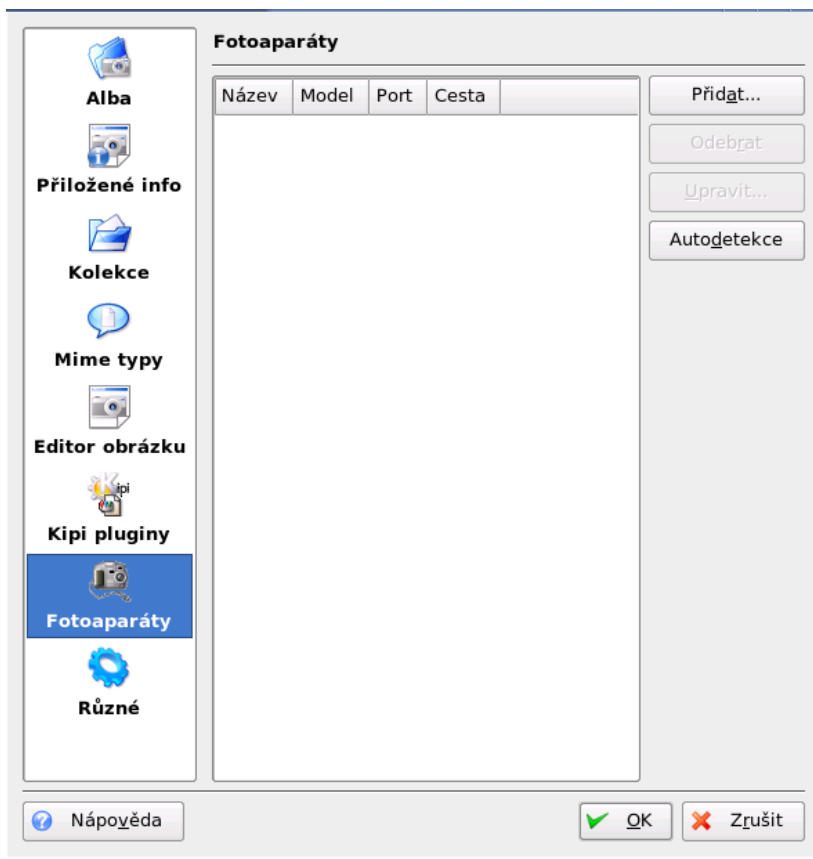 Fotoaparáty
Alba
Přiložené info
Kolekce
Mime typy
Editor obrázku
Kipi
Kipi pluginy
Fotoaparáty
Různé
Název Model Port Cesta
Přidat...
Odebrat
Upravit...
Autodetekce
Nápověda
OK
Zrušit